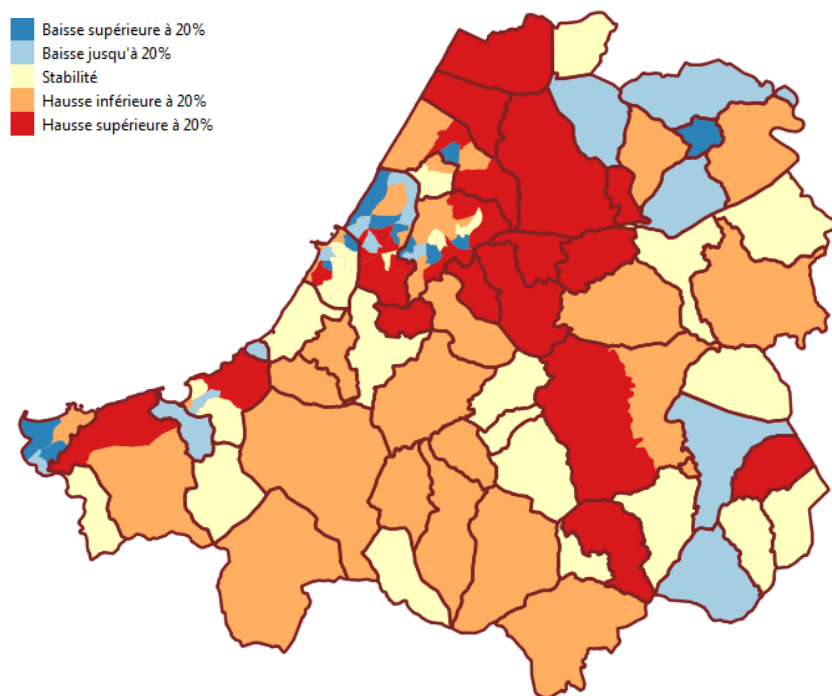 Baisse supérieure à 20%
Baisse jusqu'à 20%
Stabilité
Hausse inférieure à 20%
Hausse supérieure à 20%